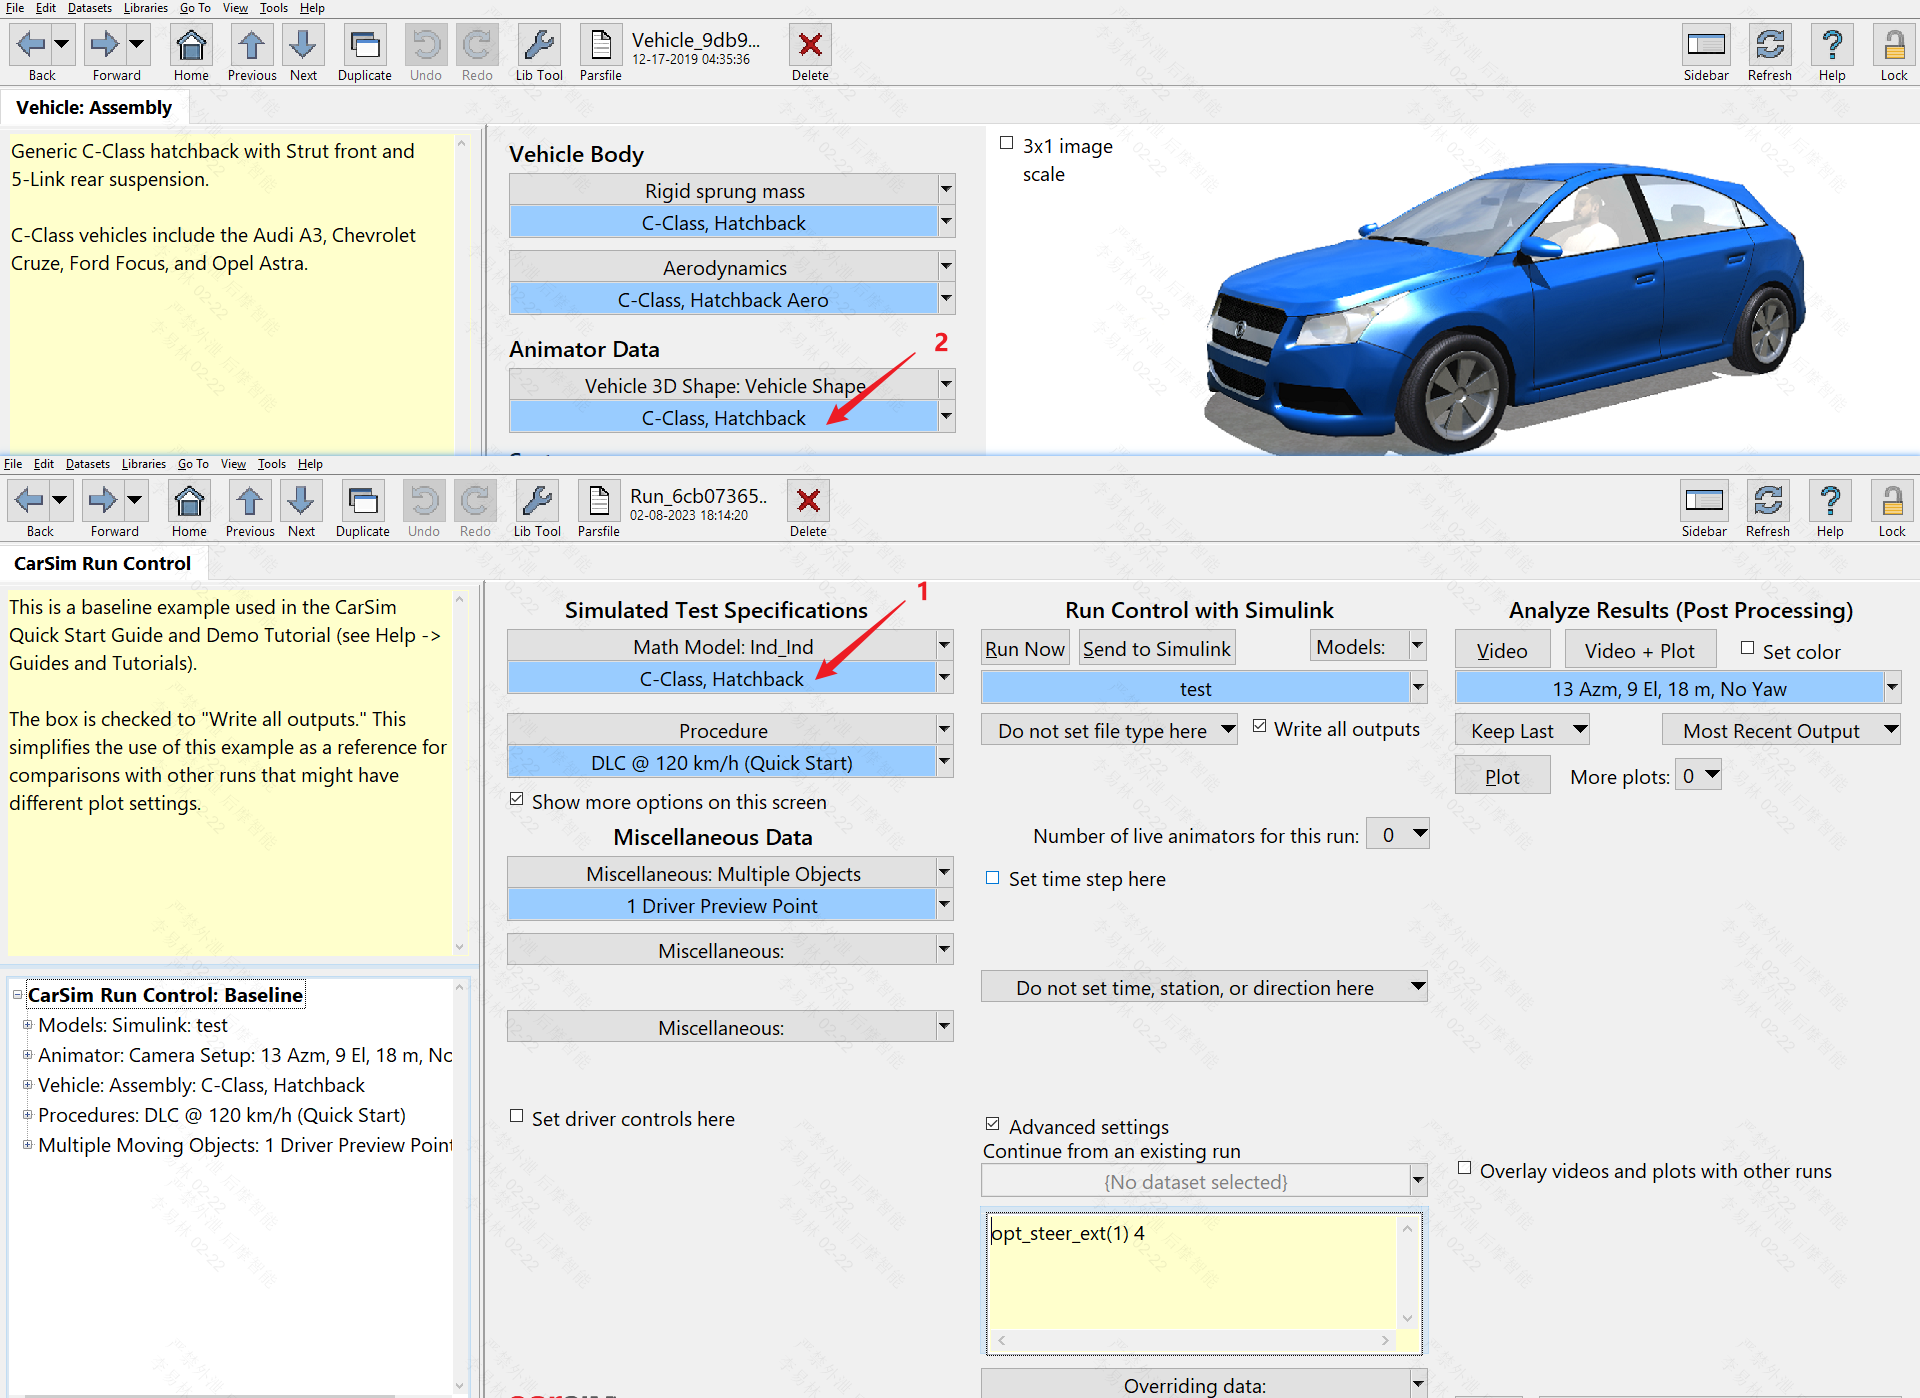 File Edit Datasets Libraries Go To View Tools Help
Back Forward Home Previous Next Duplicate Undo Redo Lib Tool Parsfile Vehicle_9db9... 12-17-2019 04:35:36 Delete Sidebar Refresh Help Lock
Vehicle: Assembly
Generic C-Class hatchback with Strut front and
5-Link rear suspension.
C-Class vehicles include the Audi A3, Chevrolet
Cruze, Ford Focus, and Opel Astra.
Vehicle Body
Rigid sprung mass
C-Class, Hatchback
Aerodynamics
C-Class, Hatchback Aero
Animator Data
2
Vehicle 3D Shape: Vehicle Shape
C-Class, Hatchback
3x1 image
scale
File Edit Datasets Libraries Go To View Tools Help
Back Forward Home Previous Next Duplicate Undo Redo Lib Tool Parsfile Run_6cb07365.. 02-08-2023 18:14:20 Delete Sidebar Refresh Help Lock
CarSim Run Control
This is a baseline example used in the CarSim
Quick Start Guide and Demo Tutorial (see Help ->
Guides and Tutorials).
The box is checked to "Write all outputs." This
simplifies the use of this example as a reference for
comparisons with other runs that might have
different plot settings.
CarSim Run Control: Baseline
Models: Simulink: test
Animator: Camera Setup: 13 Azm, 9 El, 18 m, No
Vehicle: Assembly: C-Class, Hatchback
Procedures: DLC @ 120 km/h (Quick Start)
Multiple Moving Objects: 1 Driver Preview Point
1
Simulated Test Specifications
Math Model: Ind_Ind
C-Class, Hatchback
Procedure
DLC @ 120 km/h (Quick Start)
Show more options on this screen
Miscellaneous Data
Miscellaneous: Multiple Objects
1 Driver Preview Point
Miscellaneous:
Miscellaneous:
Set driver controls here
Run Control with Simulink
Run Now Send to Simulink Models:
test
Do not set file type here Write all outputs
Number of live animators for this run: 0
Set time step here
Do not set time, station, or direction here
Advanced settings
Continue from an existing run
{No dataset selected}
opt_steer_ext(1) 4
Overriding data:
Analyze Results (Post Processing)
Video Video + Plot Set color
13 Azm, 9 El, 18 m, No Yaw
Keep Last Most Recent Output
Plot More plots: 0
Overlay videos and plots with other runs